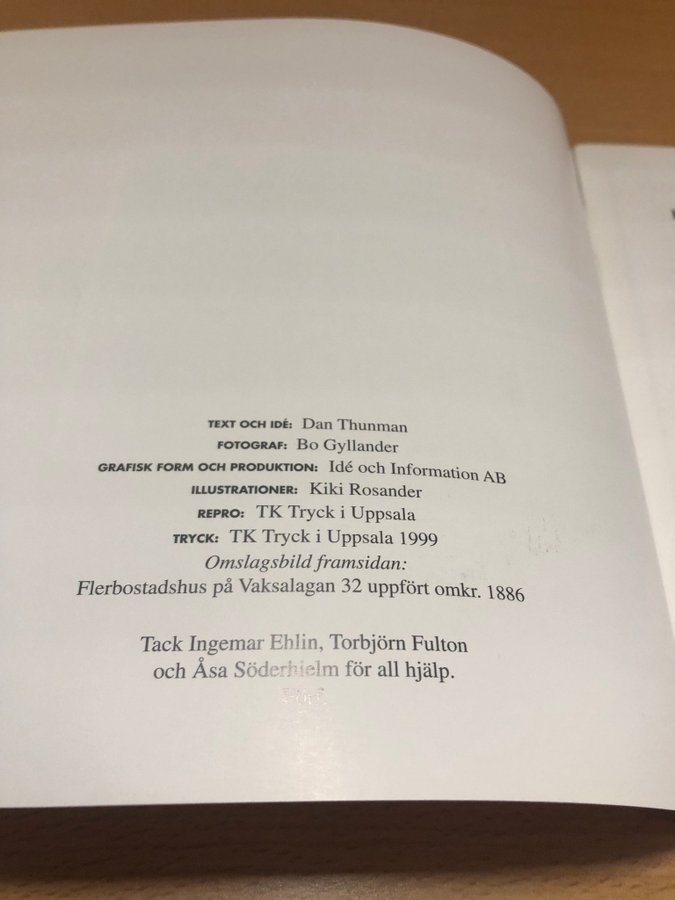 TEXT OCH IDÉ: Dan Thunman
FOTOGRAF: Bo Gyllander
GRAFISK FORM OCH PRODUKTION: Idé och Information AB
ILLUSTRATIONER: Kiki Rosander
REPRO: TK Tryck i Uppsala
TRYCK: TK Tryck i Uppsala 1999
Omslagsbild framsidan:
Flerbostadshus på Vaksalagan 32 uppfört omkr. 1886
Tack Ingemar Ehlin, Torbjörn Fulton
och Åsa Söderhielm för all hjälp.